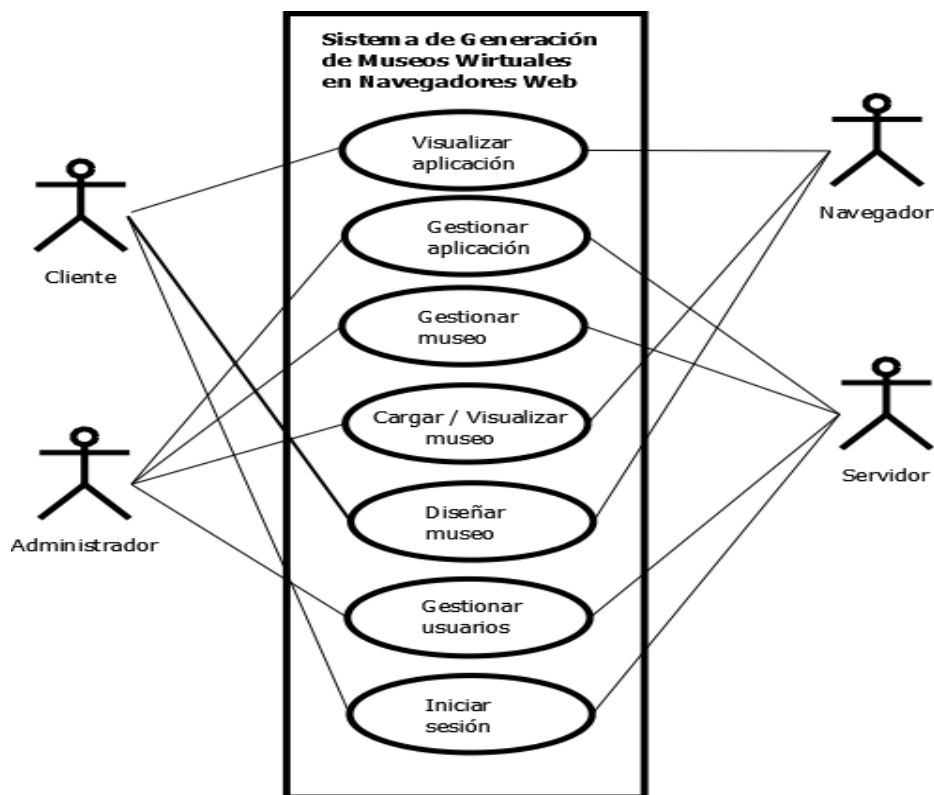 Sistema de Generación
de Museos Wirtuales
en Navegadores Web
Visualizar
aplicación
Gestionar
aplicación
Gestionar
museo
Cargar / Visualizar
museo
Diseñar
museo
Gestionar
usuarios
Iniciar
sesión
Cliente
Administrador
Navegador
Servidor